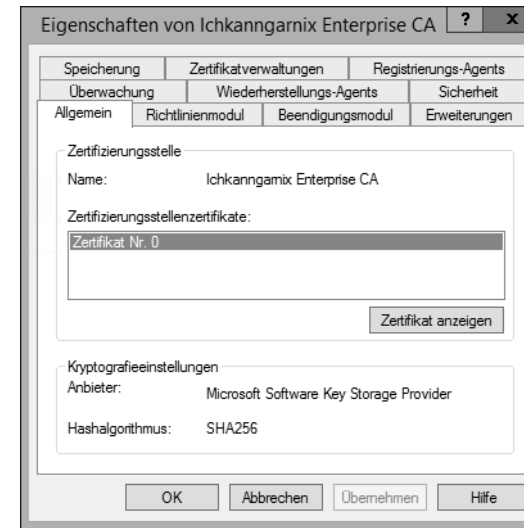 Eigenschaften von Ichkanngarnix Enterprise CA ? x
Speicherung Zertifikatverwaltungen Registrierungs-Agents
Überwachung Wiederherstellungs-Agents Sicherheit
Allgemein Richtlinienmodul Beendigungsmodul Erweiterungen
Zertifizierungsstelle
Name: Ichkanngarnix Enterprise CA
Zertifizierungsstellenzertifikate:
Zertifikat Nr. 0
Zertifikat anzeigen
Kryptografieeinstellungen
Anbieter: Microsoft Software Key Storage Provider
Hashalgorithmus: SHA256
OK Abbrechen Übernehmen Hilfe